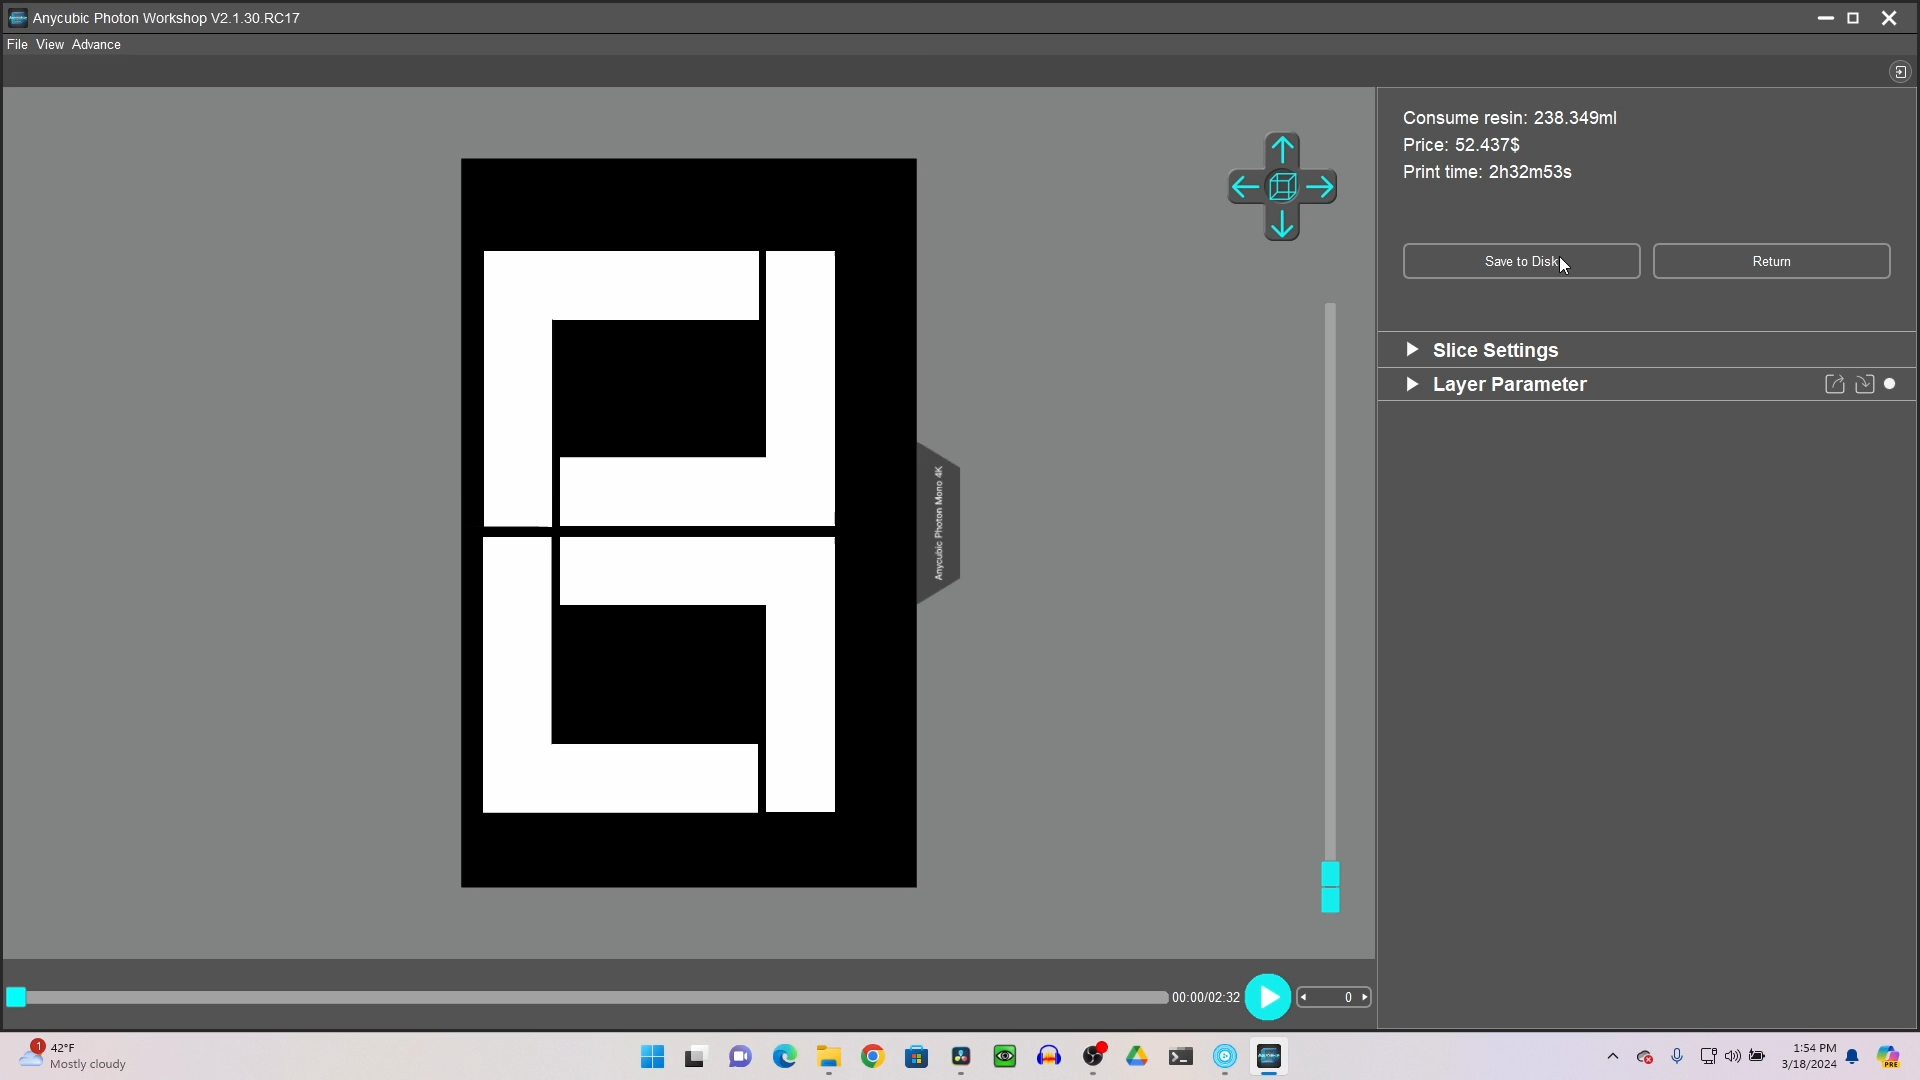 Anycubic Photon Workshop V2.1.30.RC17
File View Advance
Consume resin: 238.349ml
Price: 52.437$
Print time: 2h32m53s
Save to Disk
Return
Slice Settings
Layer Parameter
Anycubic Photon Mono 4K
00:00/02:32
0
1
42°F
Mostly cloudy
1:54 PM
3/18/2024
PRE